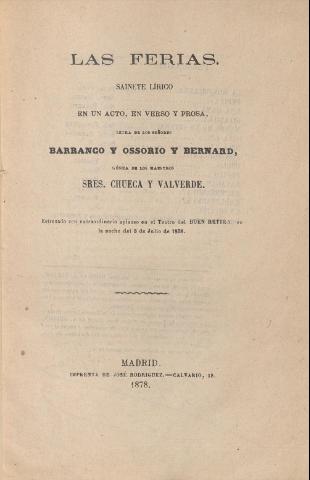 LAS FERIAS.
SAINETE LÍRICO
EN UN ACTO, EN VERSO Y PROSA,
LETRA DE LOS SEÑORES
BARRANCO Y OSSORIO Y BERNARD,
MÚSICA DE LOS MAESTROS
SRES. CHUECA Y VALVERDE.
Estrenado con extraordinario aplauso en el Teatro del BUEN RETIRO, en
la noche del 5 de Julio de 1878.
MADRID.
IMPRENTA DE JOSÉ RODRIGUEZ.—CALVARIO, 18.
1878.